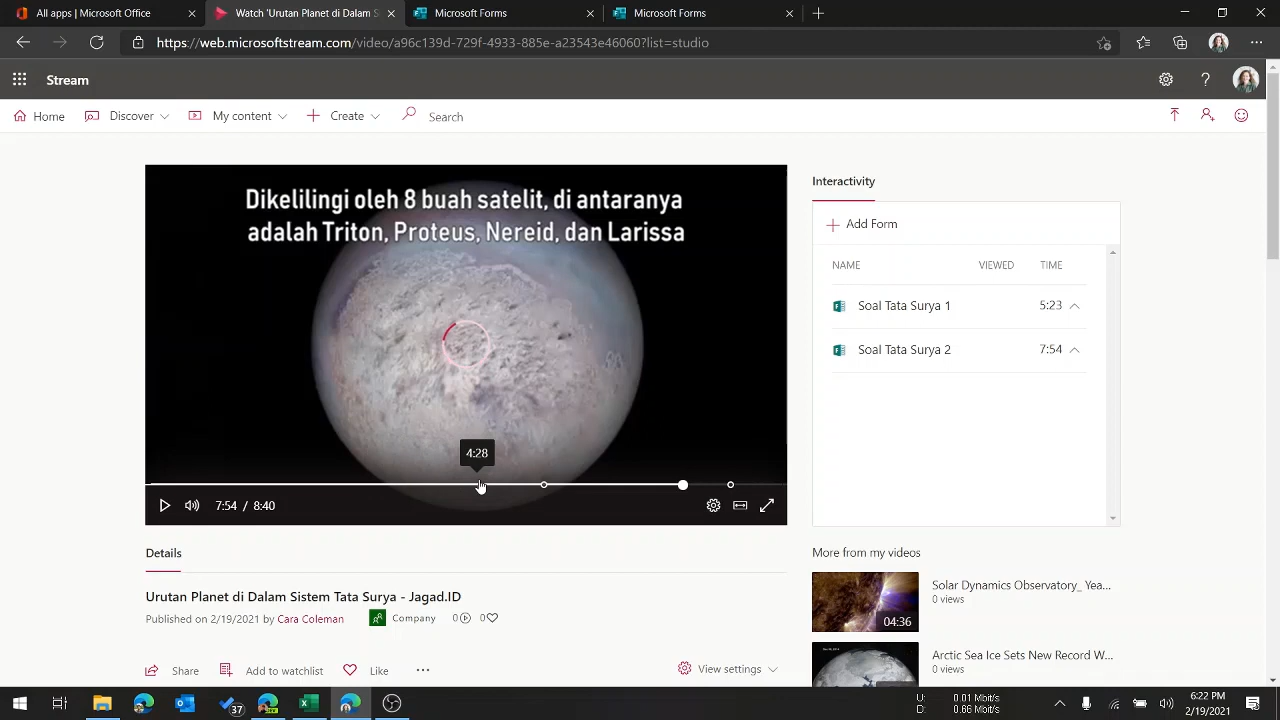 All apps | Microsoft Office
Watch 'Urutan Planet di Dalam S
Microsoft Forms
Microsoft Forms
https://web.microsoftstream.com/video/a96c139d-729f-4933-885e-a23543e46060?list=studio
Stream
Home
Discover
My content
Create
Search
Dikelilingi oleh 8 buah satelit, di antaranya
adalah Triton, Proteus, Nereid, dan Larissa
4:28
7:54 / 8:40
Interactivity
Add Form
NAME VIEWED TIME
Soal Tata Surya 1 5:23
Soal Tata Surya 2 7:54
Details
Urutan Planet di Dalam Sistem Tata Surya - Jagad.ID
Published on 2/19/2021 by Cara Coleman Company 0 0
Share Add to watchlist Like ... View settings
More from my videos
Solar Dynamics Observatory_ Yea...
0 views
04:36
Arctic Sea Ice Sets New Record W...
0 views
37
U: 0.01 Mbit/s
D: 0.66 Mbit/s
6:22 PM
2/19/2021